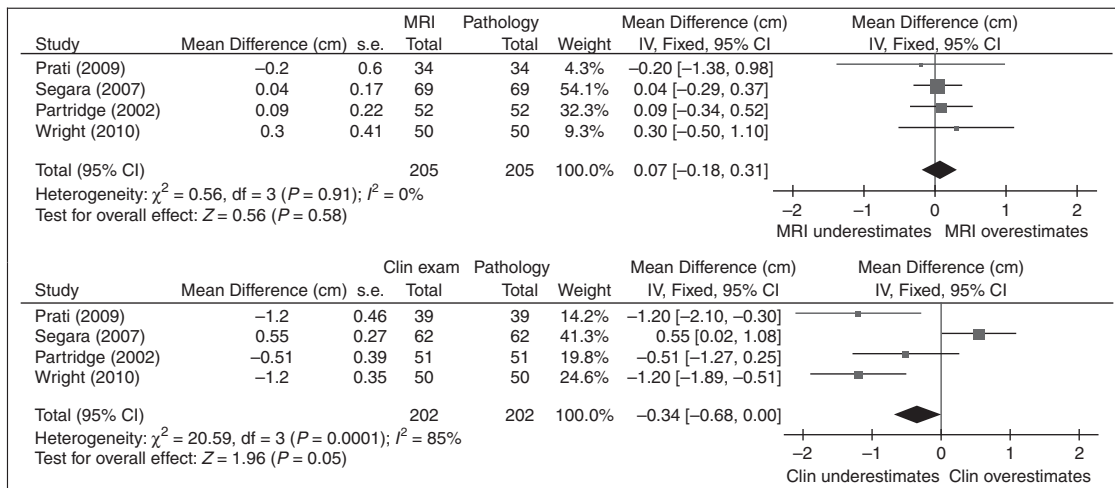 MRI Pathology Mean Difference (cm) Mean Difference (cm)
Study Mean Difference (cm) s.e. Total Total Weight IV, Fixed, 95% CI IV, Fixed, 95% CI
Prati (2009) –0.2 0.6 34 34 4.3% –0.20 [–1.38, 0.98]
Segara (2007) 0.04 0.17 69 69 54.1% 0.04 [–0.29, 0.37]
Partridge (2002) 0.09 0.22 52 52 32.3% 0.09 [–0.34, 0.52]
Wright (2010) 0.3 0.41 50 50 9.3% 0.30 [–0.50, 1.10]
Total (95% CI) 205 205 100.0% 0.07 [–0.18, 0.31]
Heterogeneity: χ² = 0.56, df = 3 (P = 0.91); I² = 0%
Test for overall effect: Z = 0.56 (P = 0.58)
–2 –1 0 1 2
MRI underestimates MRI overestimates
Clin exam Pathology Mean Difference (cm) Mean Difference (cm)
Study Mean Difference (cm) s.e. Total Total Weight IV, Fixed, 95% CI IV, Fixed, 95% CI
Prati (2009) –1.2 0.46 39 39 14.2% –1.20 [–2.10, –0.30]
Segara (2007) 0.55 0.27 62 62 41.3% 0.55 [0.02, 1.08]
Partridge (2002) –0.51 0.39 51 51 19.8% –0.51 [–1.27, 0.25]
Wright (2010) –1.2 0.35 50 50 24.6% –1.20 [–1.89, –0.51]
Total (95% CI) 202 202 100.0% –0.34 [–0.68, 0.00]
Heterogeneity: χ² = 20.59, df = 3 (P = 0.0001); I² = 85%
Test for overall effect: Z = 1.96 (P = 0.05)
–2 –1 0 1 2
Clin underestimates Clin overestimates